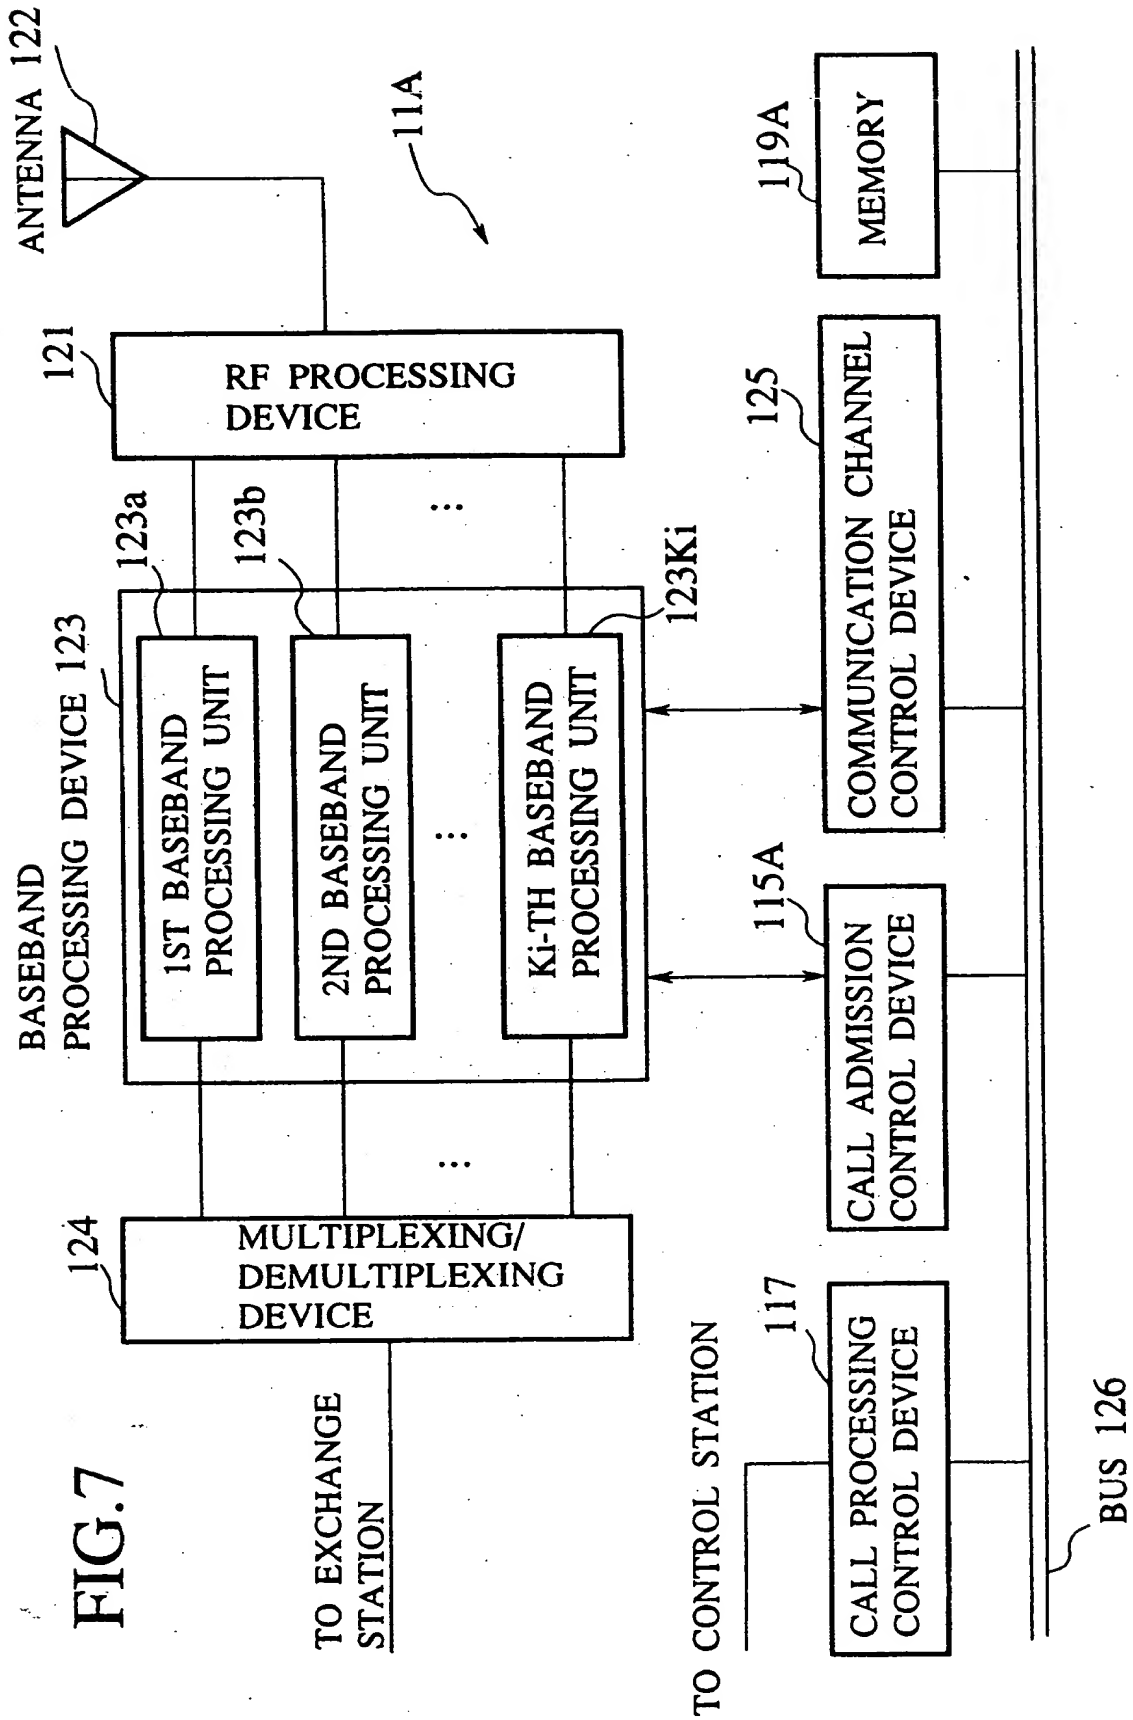 FIG.7
ANTENNA 122
11A
121
RF PROCESSING
DEVICE
BASEBAND
PROCESSING DEVICE 123
123a
1ST BASEBAND
PROCESSING UNIT
123b
2ND BASEBAND
PROCESSING UNIT
...
...
...
123Ki
Ki-TH BASEBAND
PROCESSING UNIT
124
MULTIPLEXING/
DEMULTIPLEXING
DEVICE
TO EXCHANGE
STATION
TO CONTROL STATION
117
CALL PROCESSING
CONTROL DEVICE
115A
CALL ADMISSION
CONTROL DEVICE
125
COMMUNICATION CHANNEL
CONTROL DEVICE
119A
MEMORY
BUS 126